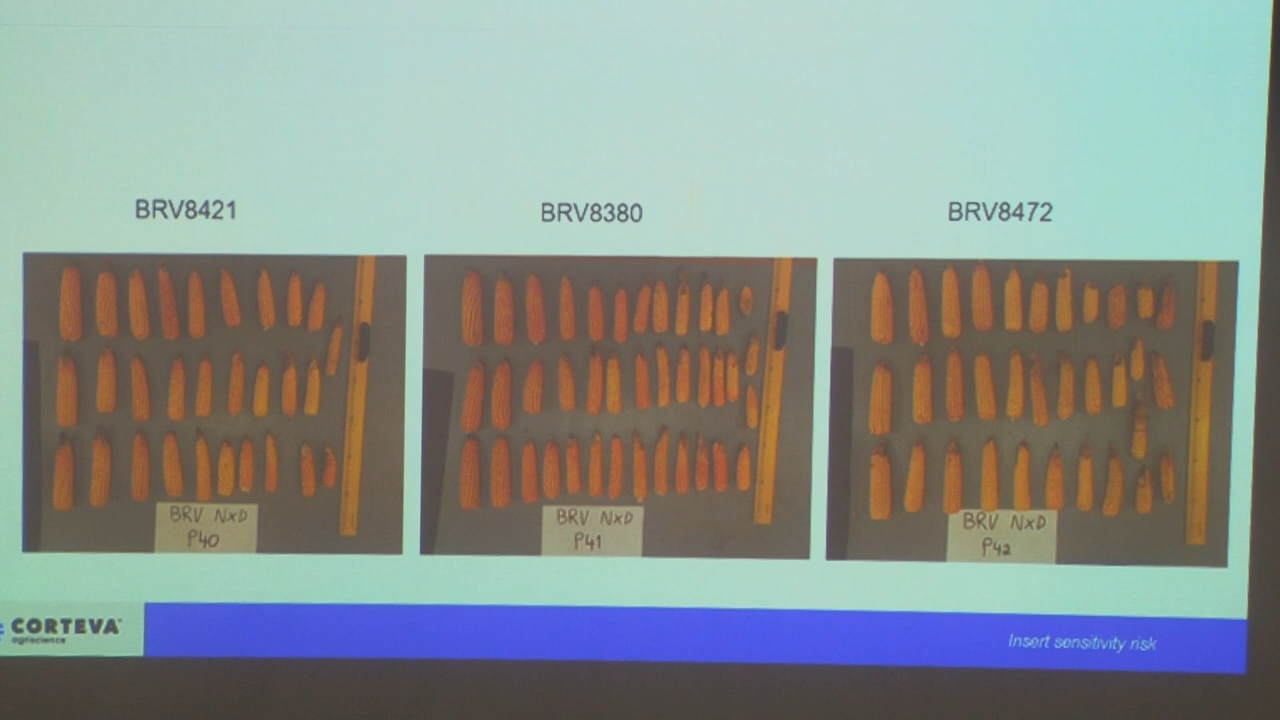 BRV8421
BRV8380
BRV8472
BRV NxD
P40
BRV NxD
P41
BRV NxD
P42
CORTEVA
agriscience
Insert sensitivity risk